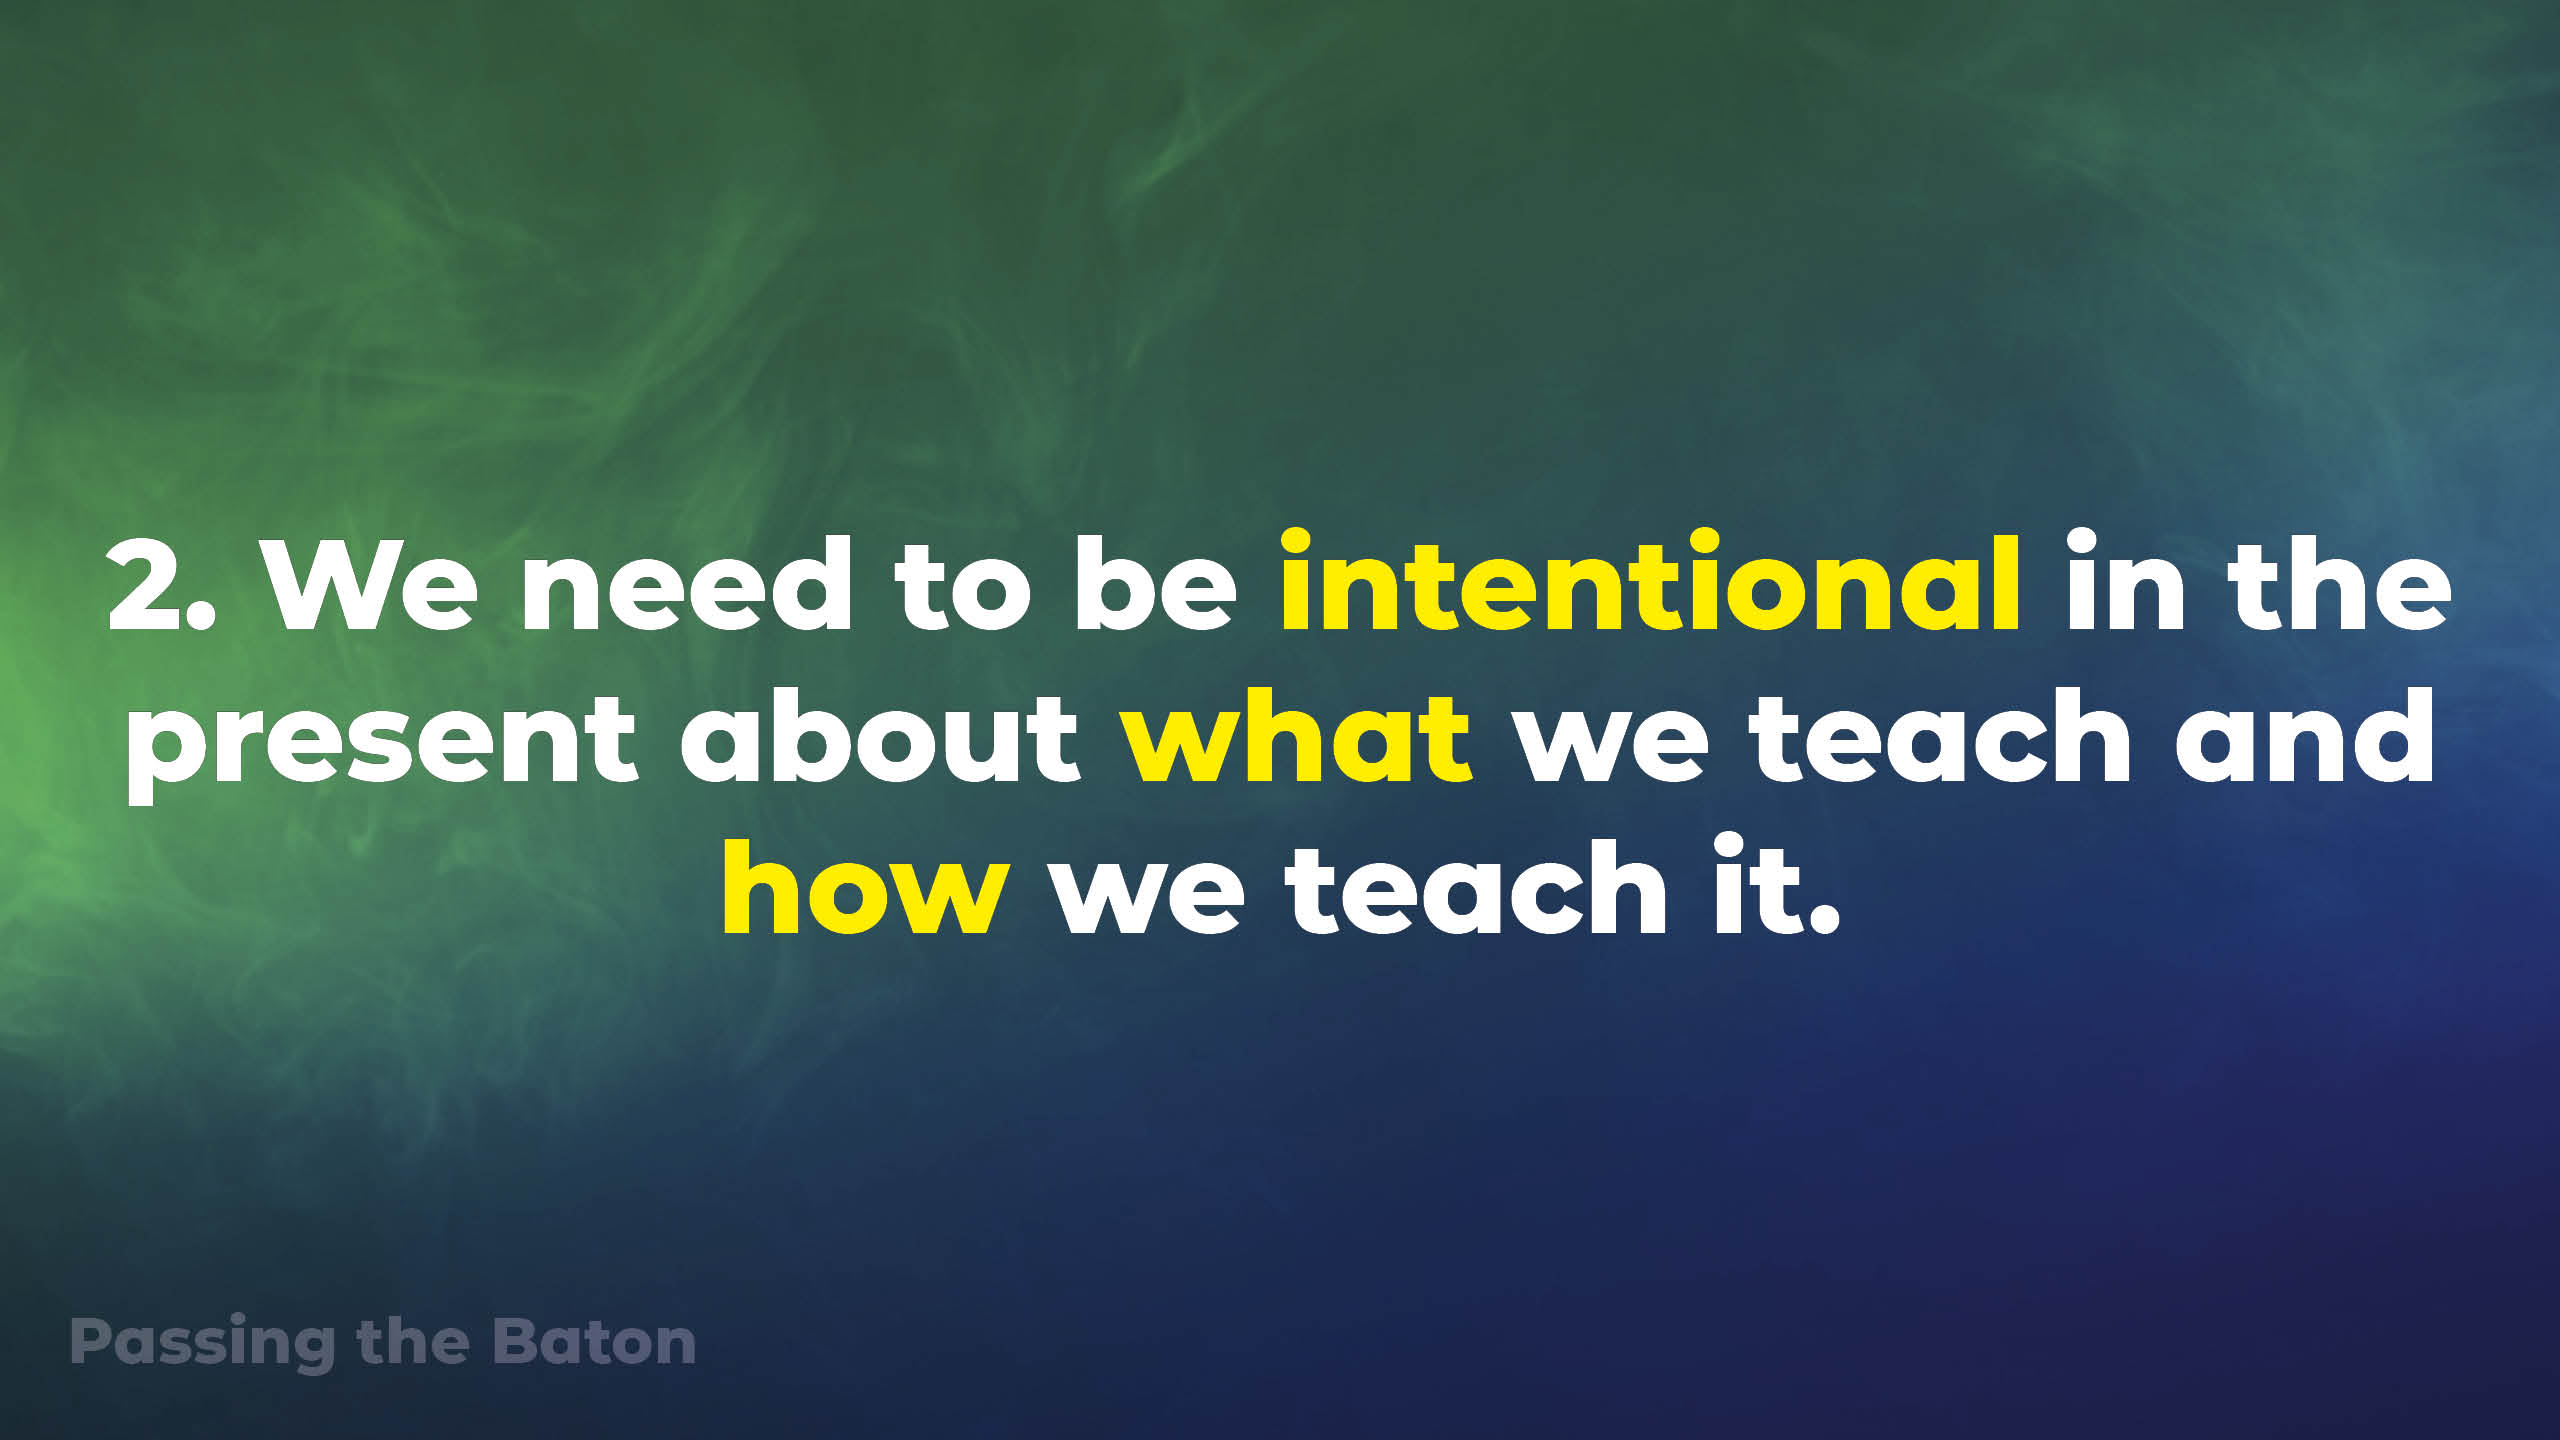 2. We need to be intentional in the
present about what we teach and
how we teach it.
Passing the Baton